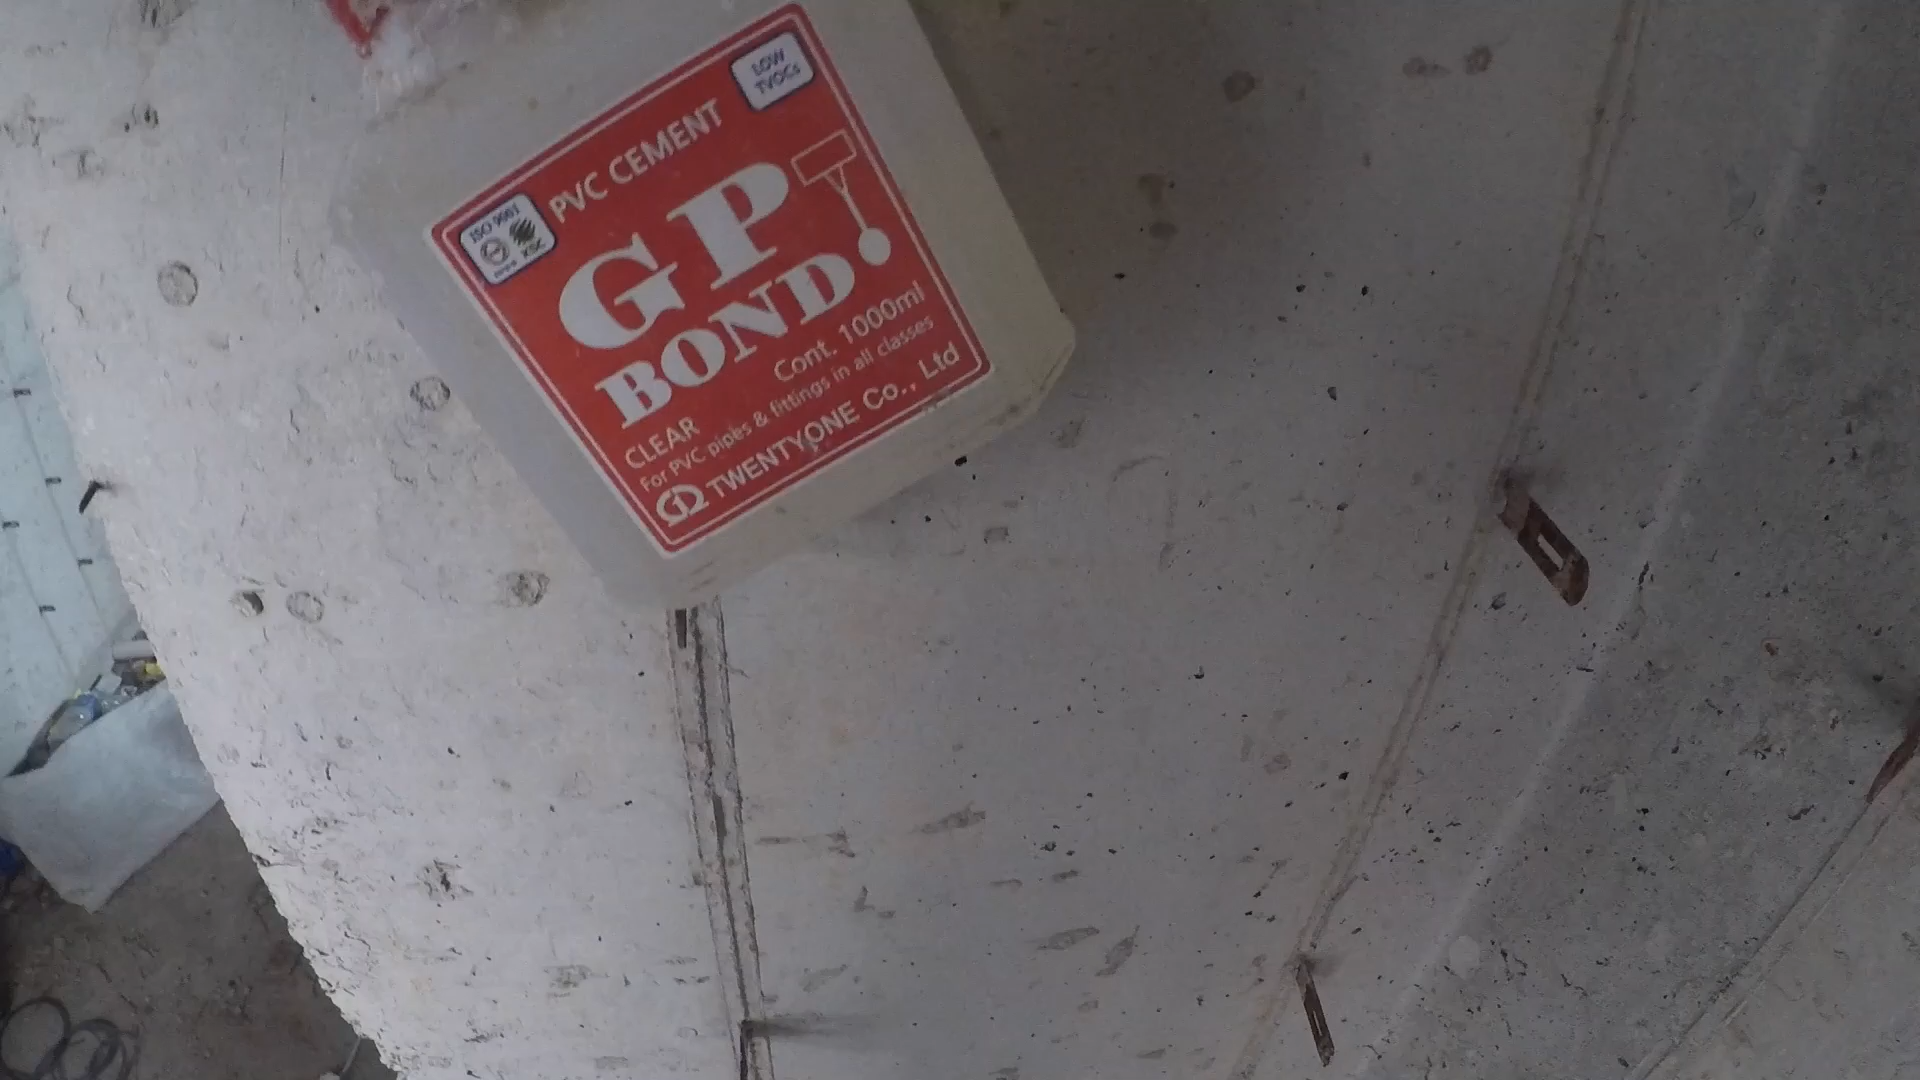 LOW
TVOCs
PVC CEMENT
ISO 9001
KSC
GP
BOND
Cont. 1000ml
CLEAR
For PVC pipes & fittings in all classes
TWENTYONE Co., Ltd